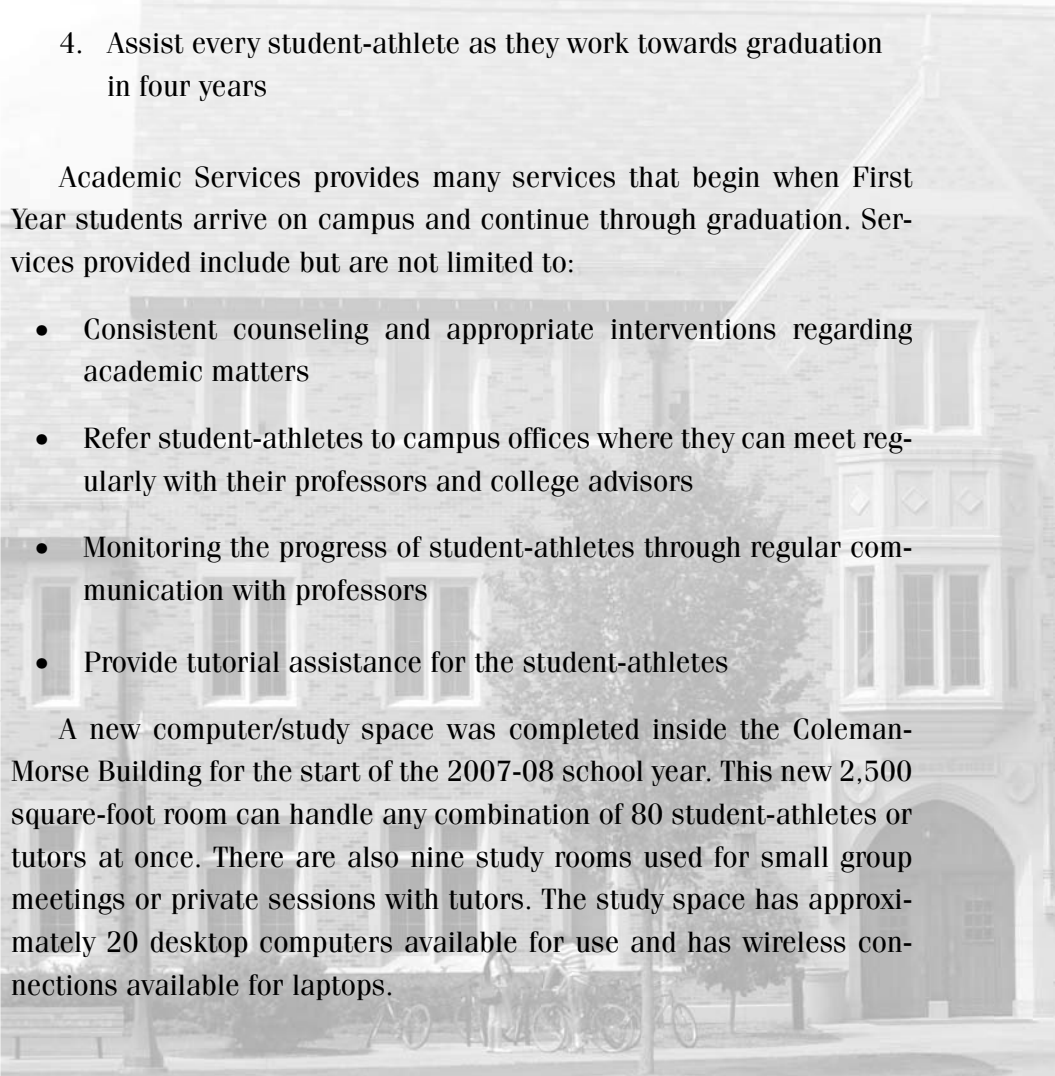 4. Assist every student-athlete as they work towards graduation
in four years
Academic Services provides many services that begin when First
Year students arrive on campus and continue through graduation. Ser-
vices provided include but are not limited to:
• Consistent counseling and appropriate interventions regarding
academic matters
• Refer student-athletes to campus offices where they can meet reg-
ularly with their professors and college advisors
• Monitoring the progress of student-athletes through regular com-
munication with professors
• Provide tutorial assistance for the student-athletes
A new computer/study space was completed inside the Coleman-
Morse Building for the start of the 2007-08 school year. This new 2,500
square-foot room can handle any combination of 80 student-athletes or
tutors at once. There are also nine study rooms used for small group
meetings or private sessions with tutors. The study space has approxi-
mately 20 desktop computers available for use and has wireless con-
nections available for laptops.